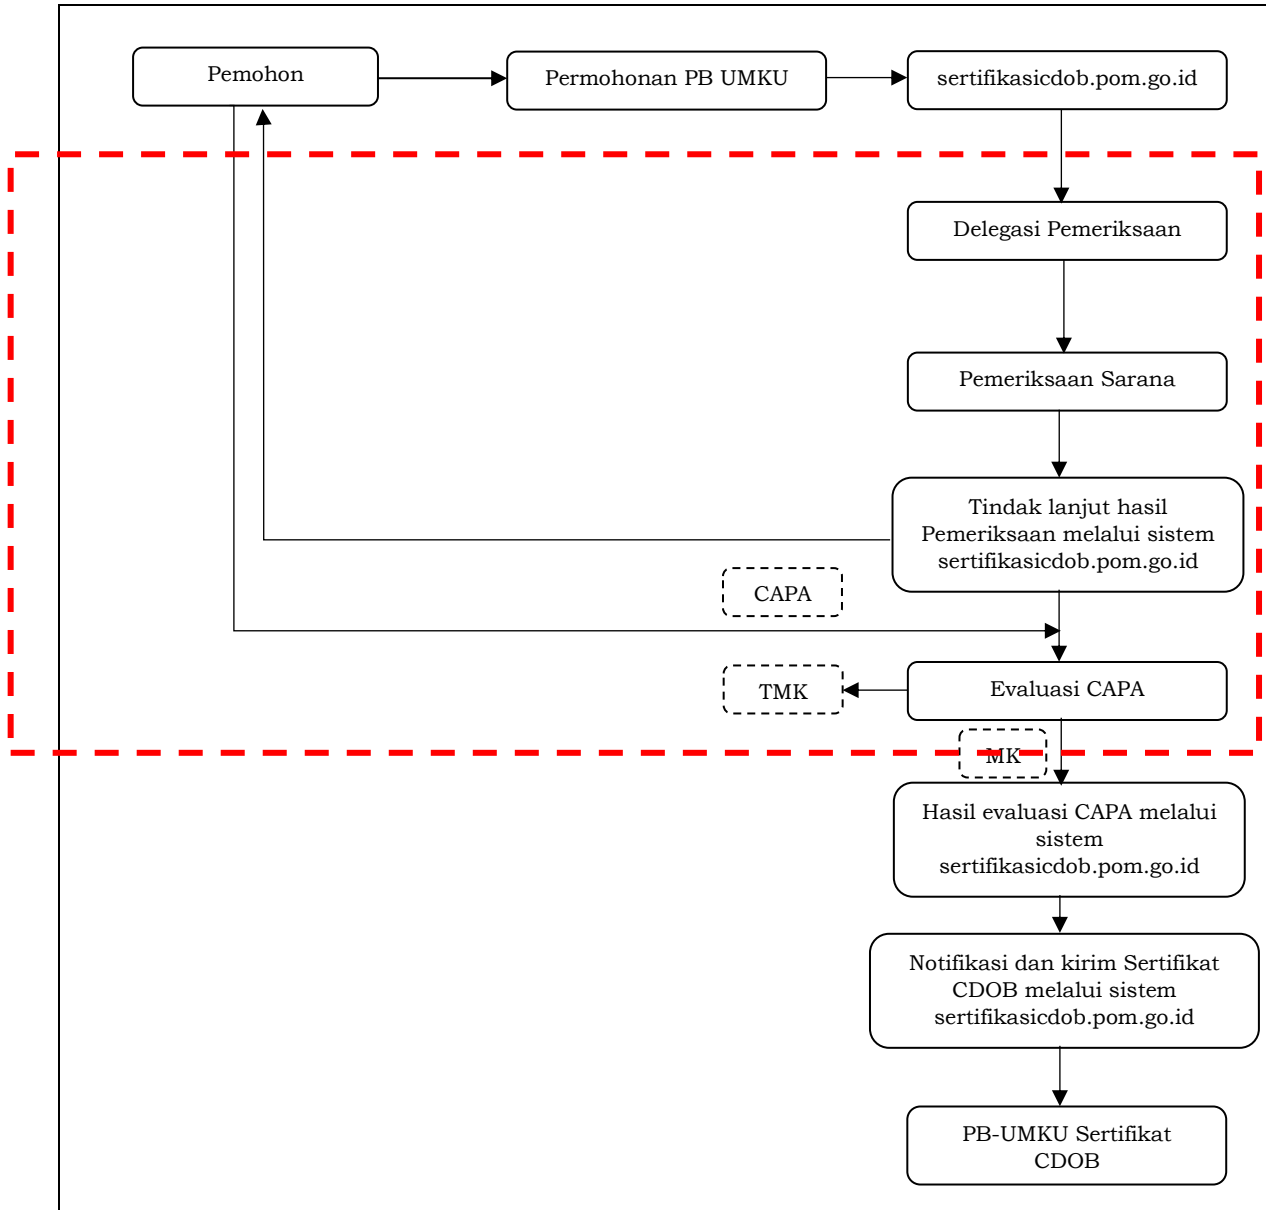 Pemohon
Permohonan PB UMKU
sertifikasicdob.pom.go.id
Delegasi Pemeriksaan
Pemeriksaan Sarana
Tindak lanjut hasil
Pemeriksaan melalui sistem
sertifikasicdob.pom.go.id
CAPA
TMK
Evaluasi CAPA
MK
Hasil evaluasi CAPA melalui
sistem
sertifikasicdob.pom.go.id
Notifikasi dan kirim Sertifikat
CDOB melalui sistem
sertifikasicdob.pom.go.id
PB-UMKU Sertifikat
CDOB